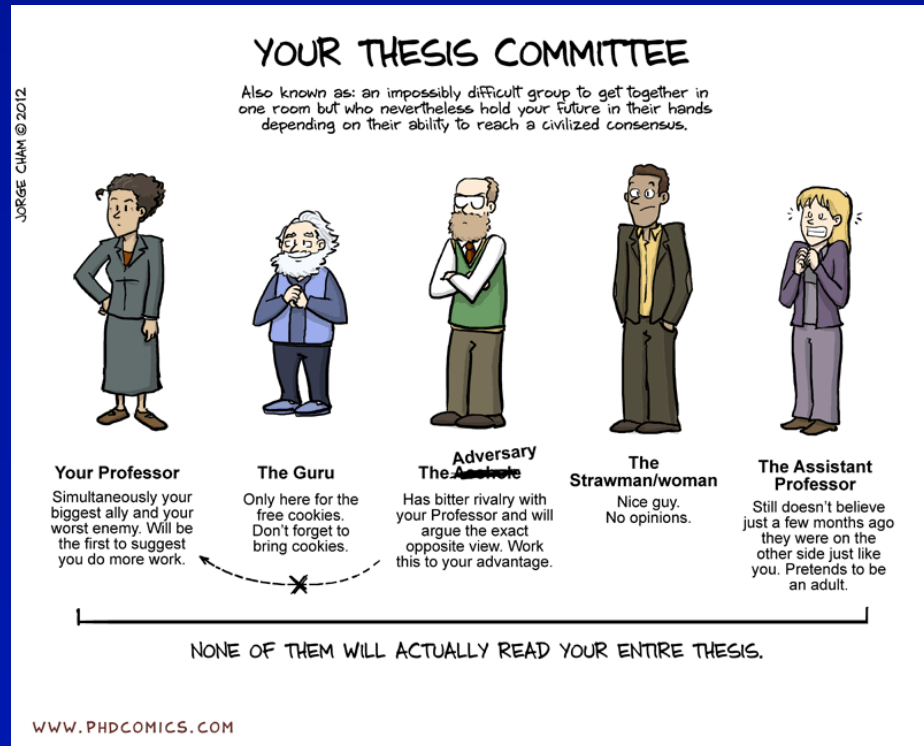 YOUR THESIS COMMITTEE
Also known as: an impossibly difficult group to get together in
one room but who nevertheless hold your future in their hands
depending on their ability to reach a civilized consensus.
JORGE CHAM © 2012
Your Professor
Simultaneously your
biggest ally and your
worst enemy. Will be
the first to suggest
you do more work.
The Guru
Only here for the
free cookies.
Don't forget to
bring cookies.
Adversary
The Asshole
Has bitter rivalry with
your Professor and will
argue the exact
opposite view. Work
this to your advantage.
The
Strawman/woman
Nice guy.
No opinions.
The Assistant
Professor
Still doesn't believe
just a few months ago
they were on the
other side just like
you. Pretends to be
an adult.
NONE OF THEM WILL ACTUALLY READ YOUR ENTIRE THESIS.
WWW.PHDCOMICS.COM